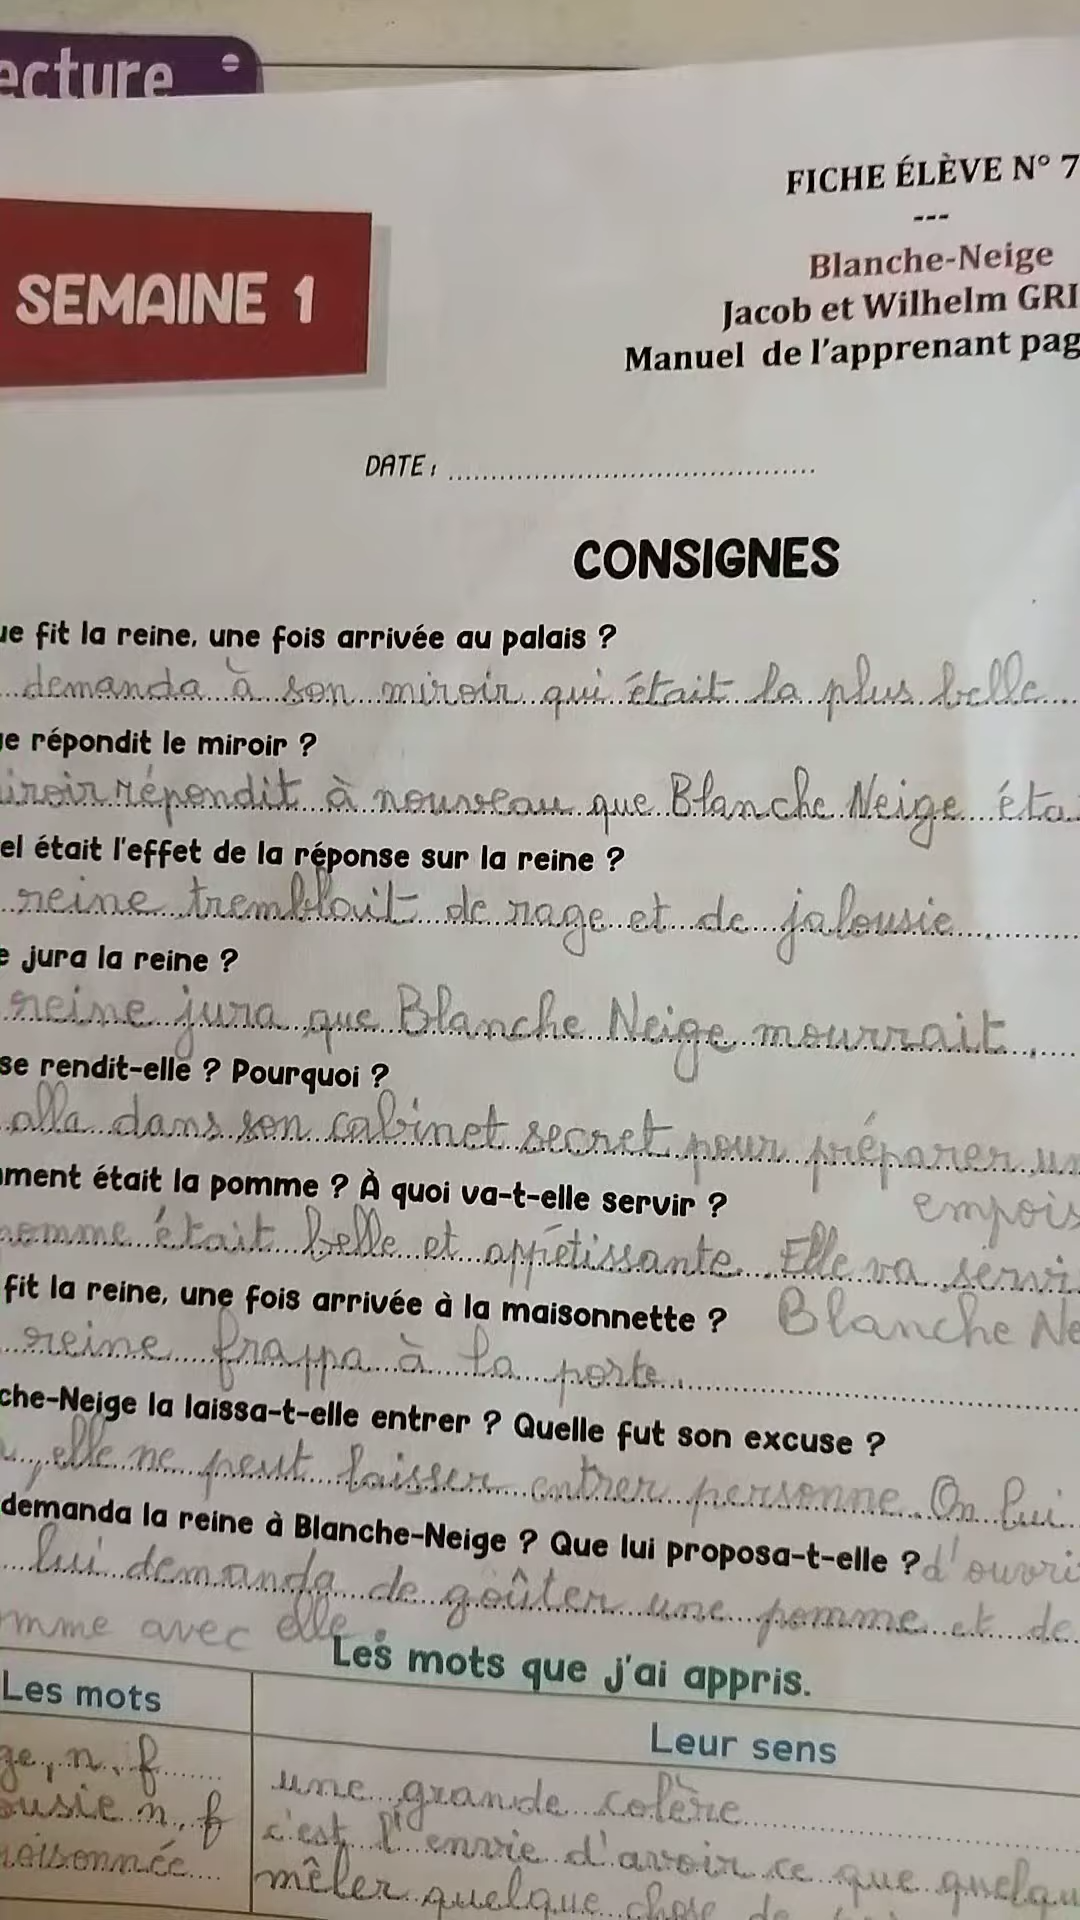 ecture
SEMAINE 1
FICHE ÉLÈVE N° 7
---
Blanche-Neige
Jacob et Wilhelm GRI
Manuel de l'apprenant pag
DATE :
CONSIGNES
ue fit la reine, une fois arrivée au palais ?
demanda à son miroir qui était la plus belle
ue répondit le miroir ?
iroir répondit à nouveau que Blanche Neige éta
el était l'effet de la réponse sur la reine ?
reine tremblait de rage et de jalousie
e jura la reine ?
reine jura que Blanche Neige mourrait
se rendit-elle ? Pourquoi ?
alla dans son cabinet secret pour préparer un
empois
mment était la pomme ? À quoi va-t-elle servir ?
pomme était belle et appétissante. Elle va servi
Blanche Ne
fit la reine, une fois arrivée à la maisonnette ?
reine frappa à la porte.
che-Neige la laissa-t-elle entrer ? Quelle fut son excuse ?
, elle ne peut laisser entrer personne. On lui
d'ouvri
demanda la reine à Blanche-Neige ? Que lui proposa-t-elle ?
lui demanda de goûter une pomme et de
mme avec elle.
Les mots que j'ai appris.
Les mots Leur sens
ge, n.f une grande colère
ousie n.f c'est l'envie d'avoir ce que quelqu
oisonnée mêler quelque chose de